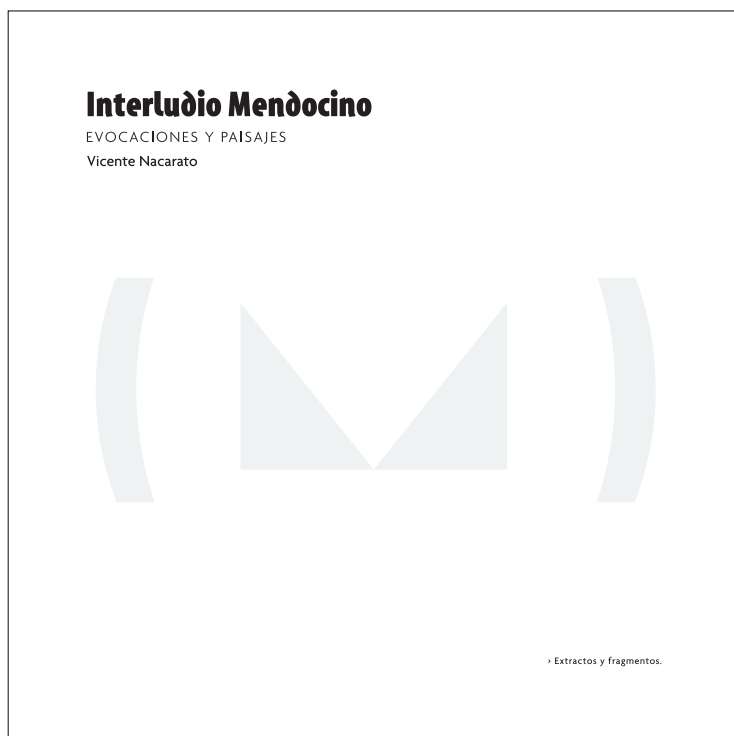 Interludio Mendocino
EVOCACIONES Y PAISAJES
Vicente Nacarato
(M)
› Extractos y fragmentos.